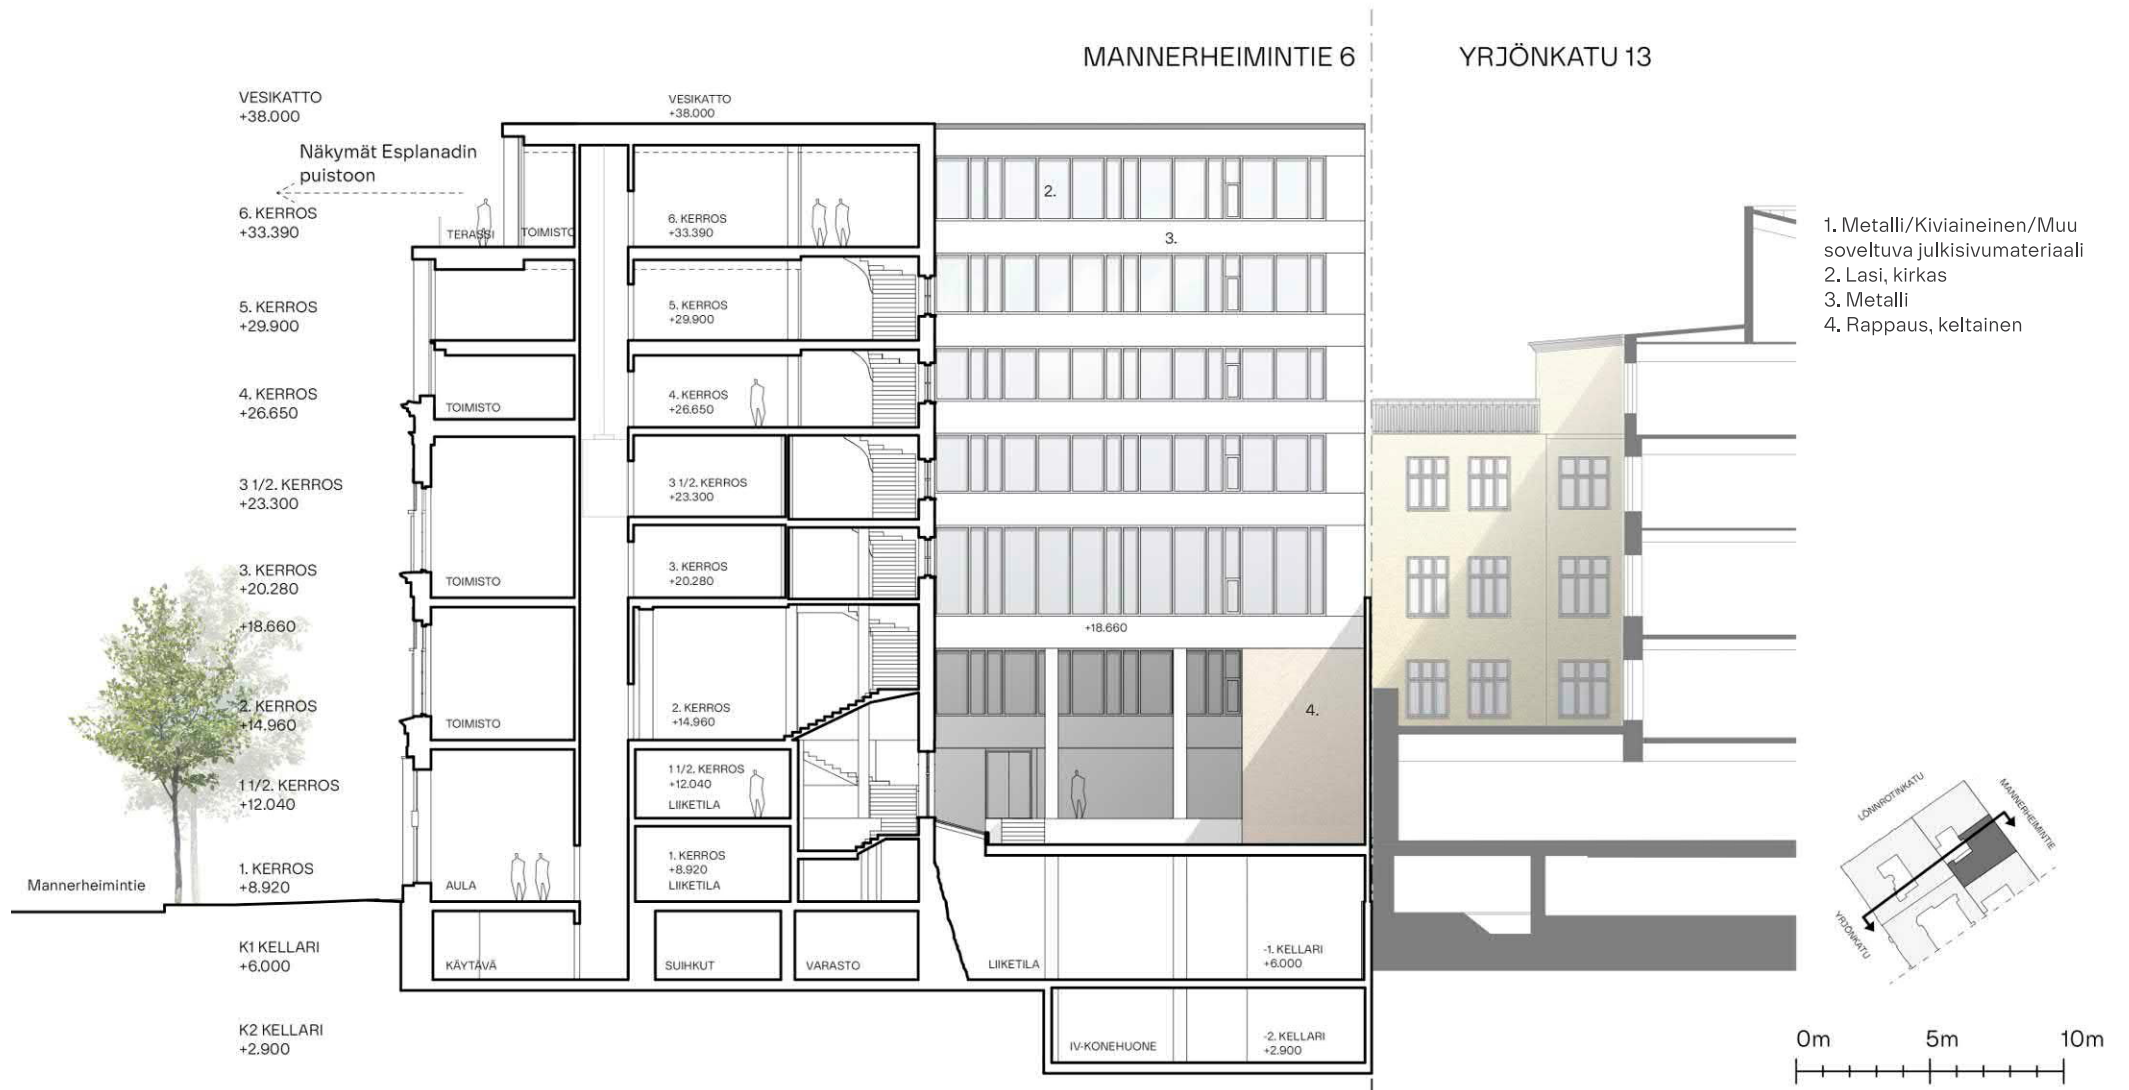 MANNERHEIMINTIE 6
YRJÖNKATU 13
VESIKATTO
+38.000
Näkymät Esplanadin
puistoon
6. KERROS
+33.390
5. KERROS
+29.900
4. KERROS
+26.650
3 1/2. KERROS
+23.300
3. KERROS
+20.280
+18.660
2. KERROS
+14.960
1 1/2. KERROS
+12.040
1. KERROS
+8.920
Mannerheimintie
K1 KELLARI
+6.000
K2 KELLARI
+2.900
TERASSI
TOIMISTO
TOIMISTO
TOIMISTO
TOIMISTO
AULA
KÄYTÄVÄ
VESIKATTO
+38.000
6. KERROS
+33.390
5. KERROS
+29.900
4. KERROS
+26.650
3 1/2. KERROS
+23.300
3. KERROS
+20.280
2. KERROS
+14.960
1 1/2. KERROS
+12.040
LIIKETILA
1. KERROS
+8.920
LIIKETILA
SUIHKUT
VARASTO
2.
3.
+18.660
4.
LIIKETILA
-1. KELLARI
+6.000
IV-KONEHUONE
-2. KELLARI
+2.900
1. Metalli/Kiviaineinen/Muu
soveltuva julkisivumateriaali
2. Lasi, kirkas
3. Metalli
4. Rappaus, keltainen
LÖNNROTINKATU
MANNERHEIMINTIE
YRJÖNKATU
0m 5m 10m